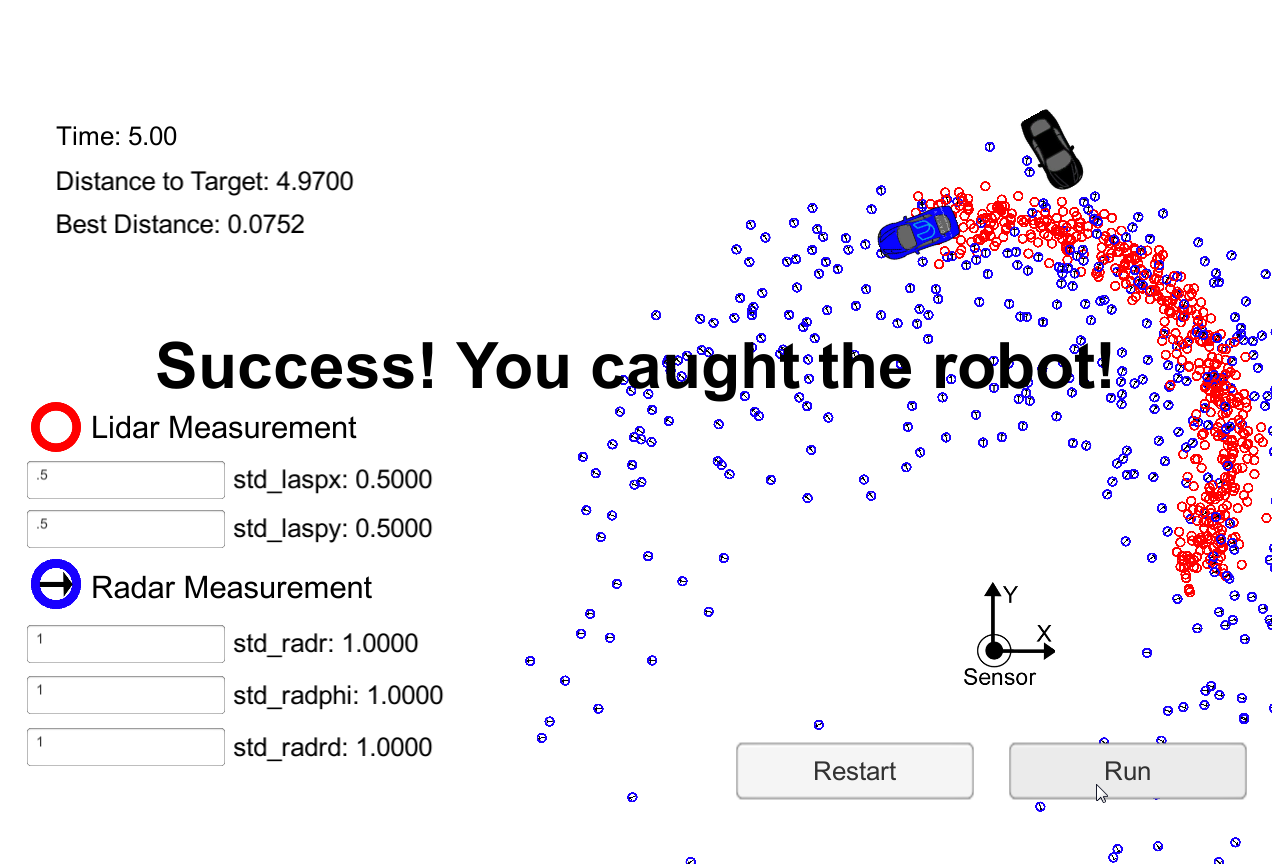 Time: 5.00
Distance to Target: 4.9700
Best Distance: 0.0752
Success! You caught the robot!
Lidar Measurement
.5 std_laspx: 0.5000
.5 std_laspy: 0.5000
Radar Measurement
1 std_radr: 1.0000
1 std_radphi: 1.0000
1 std_radrd: 1.0000
Y
X
Sensor
Restart Run